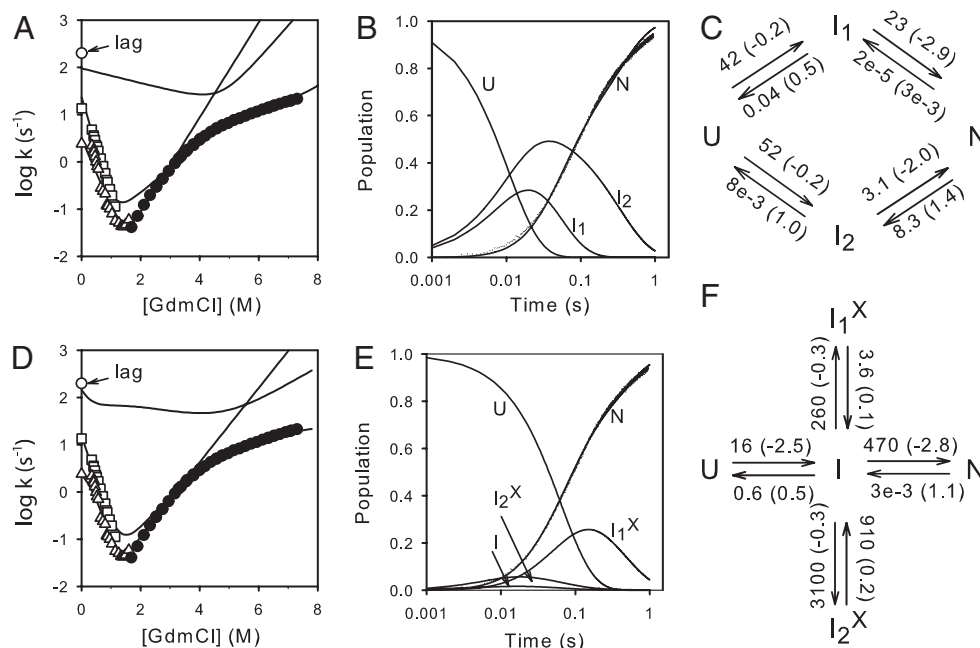 A
3
2
1
0
-1
-2
log k (s⁻¹)
lag
0 2 4 6 8
[GdmCl] (M)
B
1.0
0.8
0.6
0.4
0.2
0.0
Population
U
N
I₂
I₁
0.001 0.01 0.1 1
Time (s)
C
I₁
42 (-0.2)
0.04 (0.5)
23 (-2.9)
2e-5 (3e-3)
U
N
52 (-0.2)
8e-3 (1.0)
3.1 (-2.0)
8.3 (1.4)
I₂
D
3
2
1
0
-1
-2
log k (s⁻¹)
lag
0 2 4 6 8
[GdmCl] (M)
E
1.0
0.8
0.6
0.4
0.2
0.0
Population
U
N
I₂ˣ
I
I₁ˣ
0.001 0.01 0.1 1
Time (s)
F
I₁ˣ
260 (-0.3)
3.6 (0.1)
16 (-2.5)
470 (-2.8)
U
I
N
0.6 (0.5)
3e-3 (1.1)
3100 (-0.3)
910 (0.2)
I₂ˣ